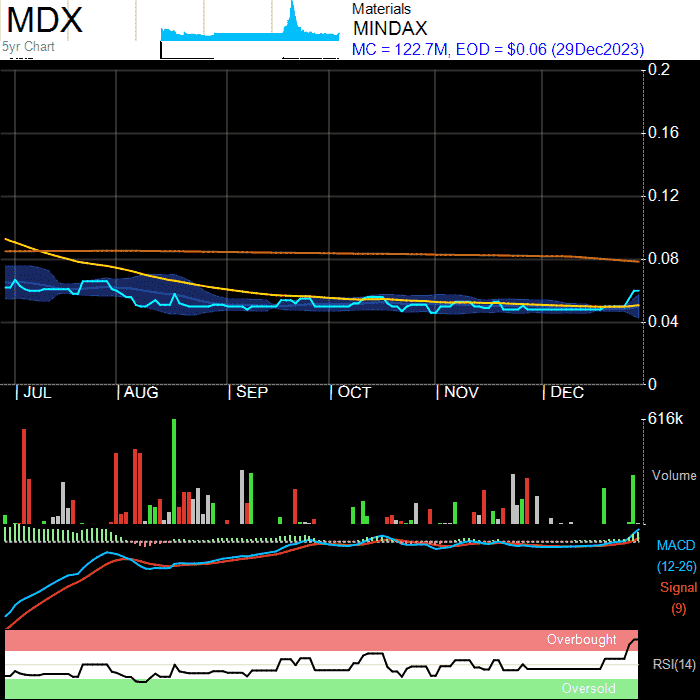 MDX
5yr Chart
Materials
MINDAX
MC = 122.7M, EOD = $0.06 (29Dec2023)
0.2
0.16
0.12
0.08
0.04
0
JUL AUG SEP OCT NOV DEC
616k
Volume
MACD
(12-26)
Signal
(9)
Overbought
RSI(14)
Oversold